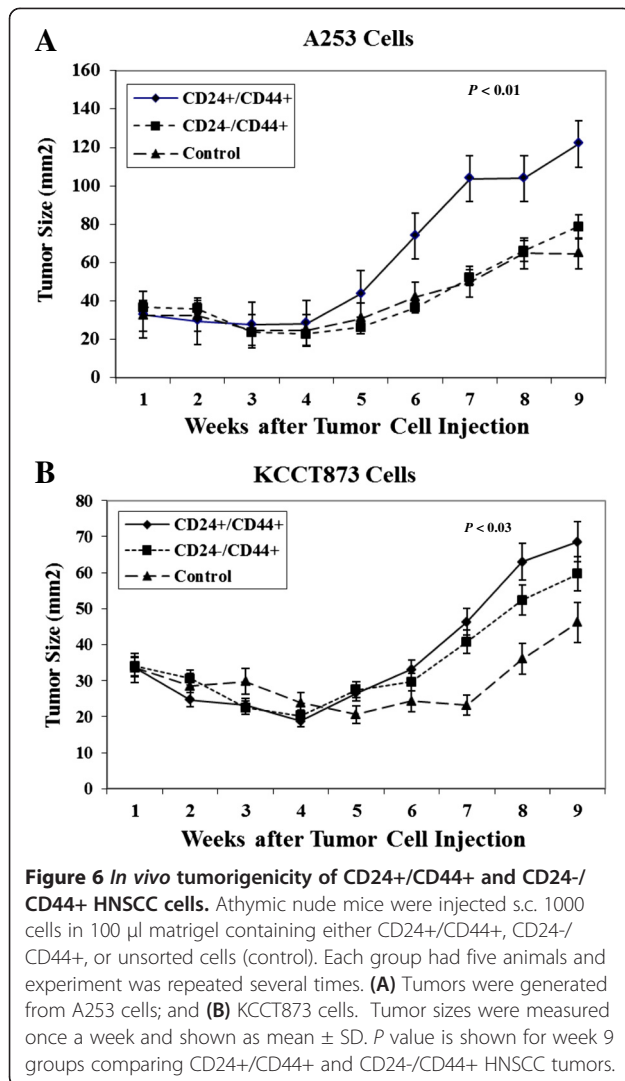 A
A253 Cells
CD24+/CD44+
CD24-/CD44+
Control
P < 0.01
Tumor Size (mm2)
140
120
100
80
60
40
20
0
1 2 3 4 5 6 7 8 9
Weeks after Tumor Cell Injection
B
KCCT873 Cells
CD24+/CD44+
CD24-/CD44+
Control
P < 0.03
Tumor Size (mm2)
80
70
60
50
40
30
20
10
0
1 2 3 4 5 6 7 8 9
Weeks after Tumor Cell Injection
Figure 6 In vivo tumorigenicity of CD24+/CD44+ and CD24-/
CD44+ HNSCC cells. Athymic nude mice were injected s.c. 1000
cells in 100 μl matrigel containing either CD24+/CD44+, CD24-/
CD44+, or unsorted cells (control). Each group had five animals and
experiment was repeated several times. (A) Tumors were generated
from A253 cells; and (B) KCCT873 cells. Tumor sizes were measured
once a week and shown as mean ± SD. P value is shown for week 9
groups comparing CD24+/CD44+ and CD24-/CD44+ HNSCC tumors.